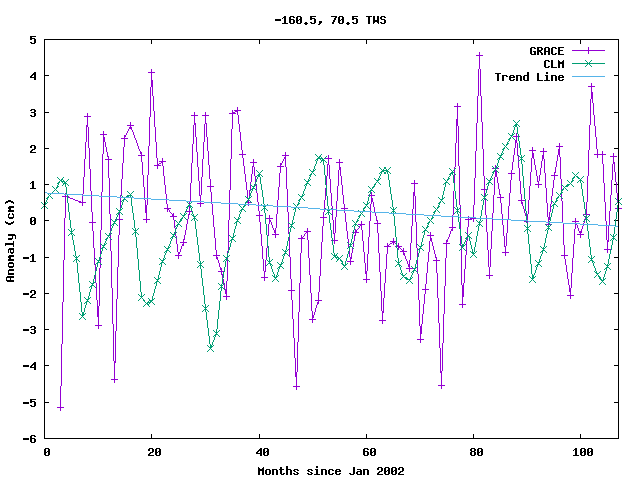 -160.5, 70.5 TWS
GRACE
CLM
Trend Line
5
4
3
2
1
0
-1
-2
-3
-4
-5
-6
Anomaly (cm)
0 20 40 60 80 100
Months since Jan 2002